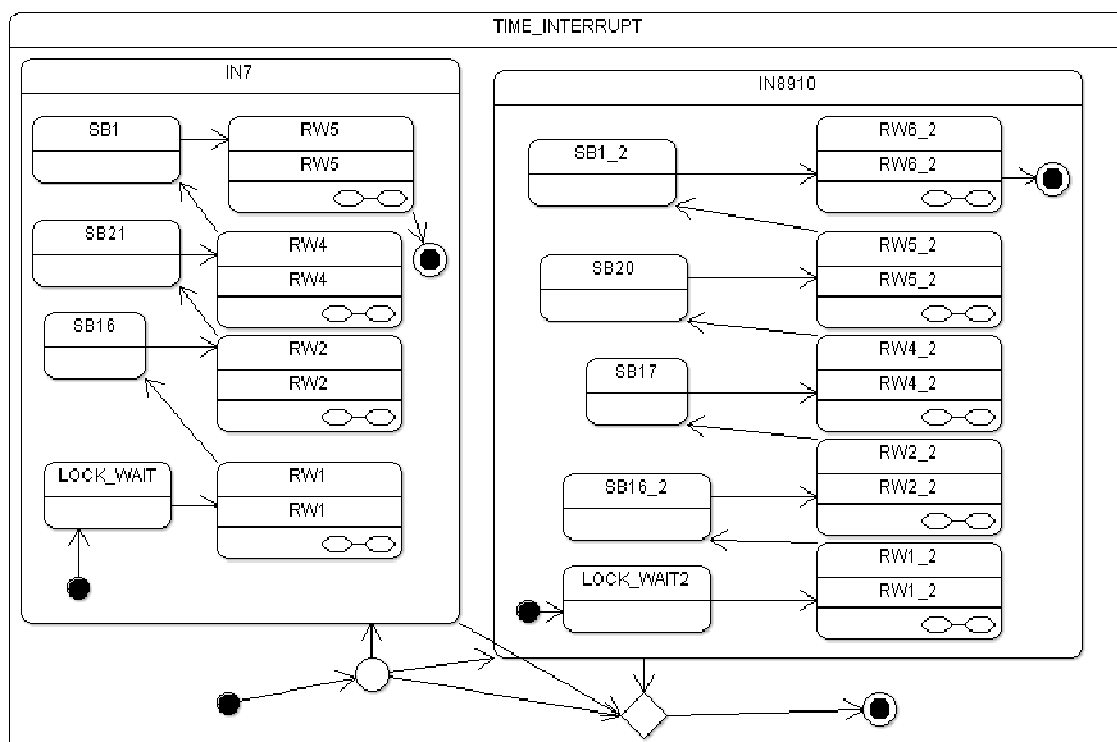 TIME_INTERRUPT
IN7
SB1
RW5
RW5
SB21
RW4
RW4
SB16
RW2
RW2
LOCK_WAIT
RW1
RW1
IN8910
SB1_2
RW6_2
RW6_2
SB20
RW5_2
RW5_2
SB17
RW4_2
RW4_2
SB16_2
RW2_2
RW2_2
LOCK_WAIT2
RW1_2
RW1_2